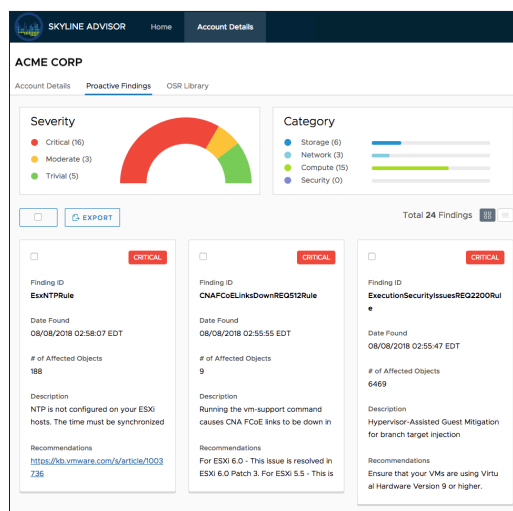 SKYLINE ADVISOR Home Account Details
ACME CORP
Account Details Proactive Findings OSR Library
Severity
Critical (16)
Moderate (3)
Trivial (5)
Category
Storage (6)
Network (3)
Compute (15)
Security (0)
EXPORT
Total 24 Findings
CRITICAL
Finding ID
EsxNTPRule
Date Found
08/08/2018 02:58:07 EDT
# of Affected Objects
188
Description
NTP is not configured on your ESXi
hosts. The time must be synchronized
Recommendations
https://kb.vmware.com/s/article/1003
736
CRITICAL
Finding ID
CNAFCoELinksDownREQ512Rule
Date Found
08/08/2018 02:55:55 EDT
# of Affected Objects
9
Description
Running the vm-support command
causes CNA FCoE links to be down in
Recommendations
For ESXi 6.0 - This issue is resolved in
ESXi 6.0 Patch 3. For ESXi 5.5 - This is
CRITICAL
Finding ID
ExecutionSecurityIssuesREQ2200Rul
e
Date Found
08/08/2018 02:55:47 EDT
# of Affected Objects
6469
Description
Hypervisor-Assisted Guest Mitigation
for branch target injection
Recommendations
Ensure that your VMs are using Virtu
al Hardware Version 9 or higher.